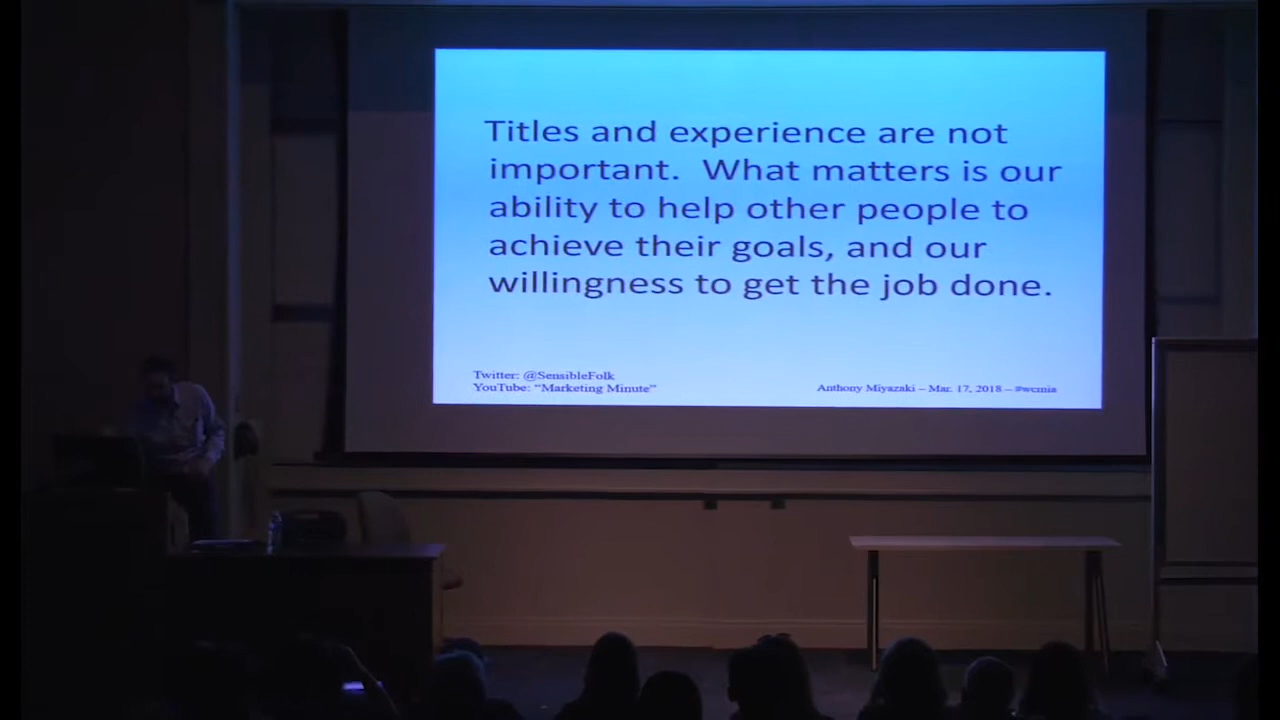 Titles and experience are not
important.  What matters is our
ability to help other people to
achieve their goals, and our
willingness to get the job done.
Twitter: @SensibleFolk
YouTube: “Marketing Minute”
Anthony Miyazaki – Mar. 17, 2018 – #wcmia